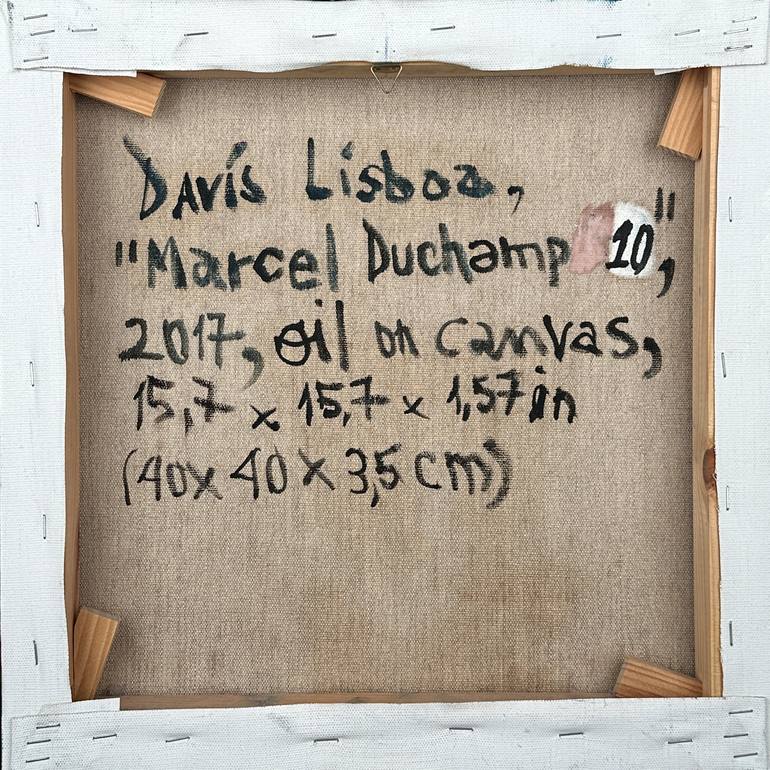 Davís Lisboa,
"Marcel Duchamp 10",
2017, oil on canvas,
15,7 x 15,7 x 1,57 in
(40 x 40 x 3,5 cm)